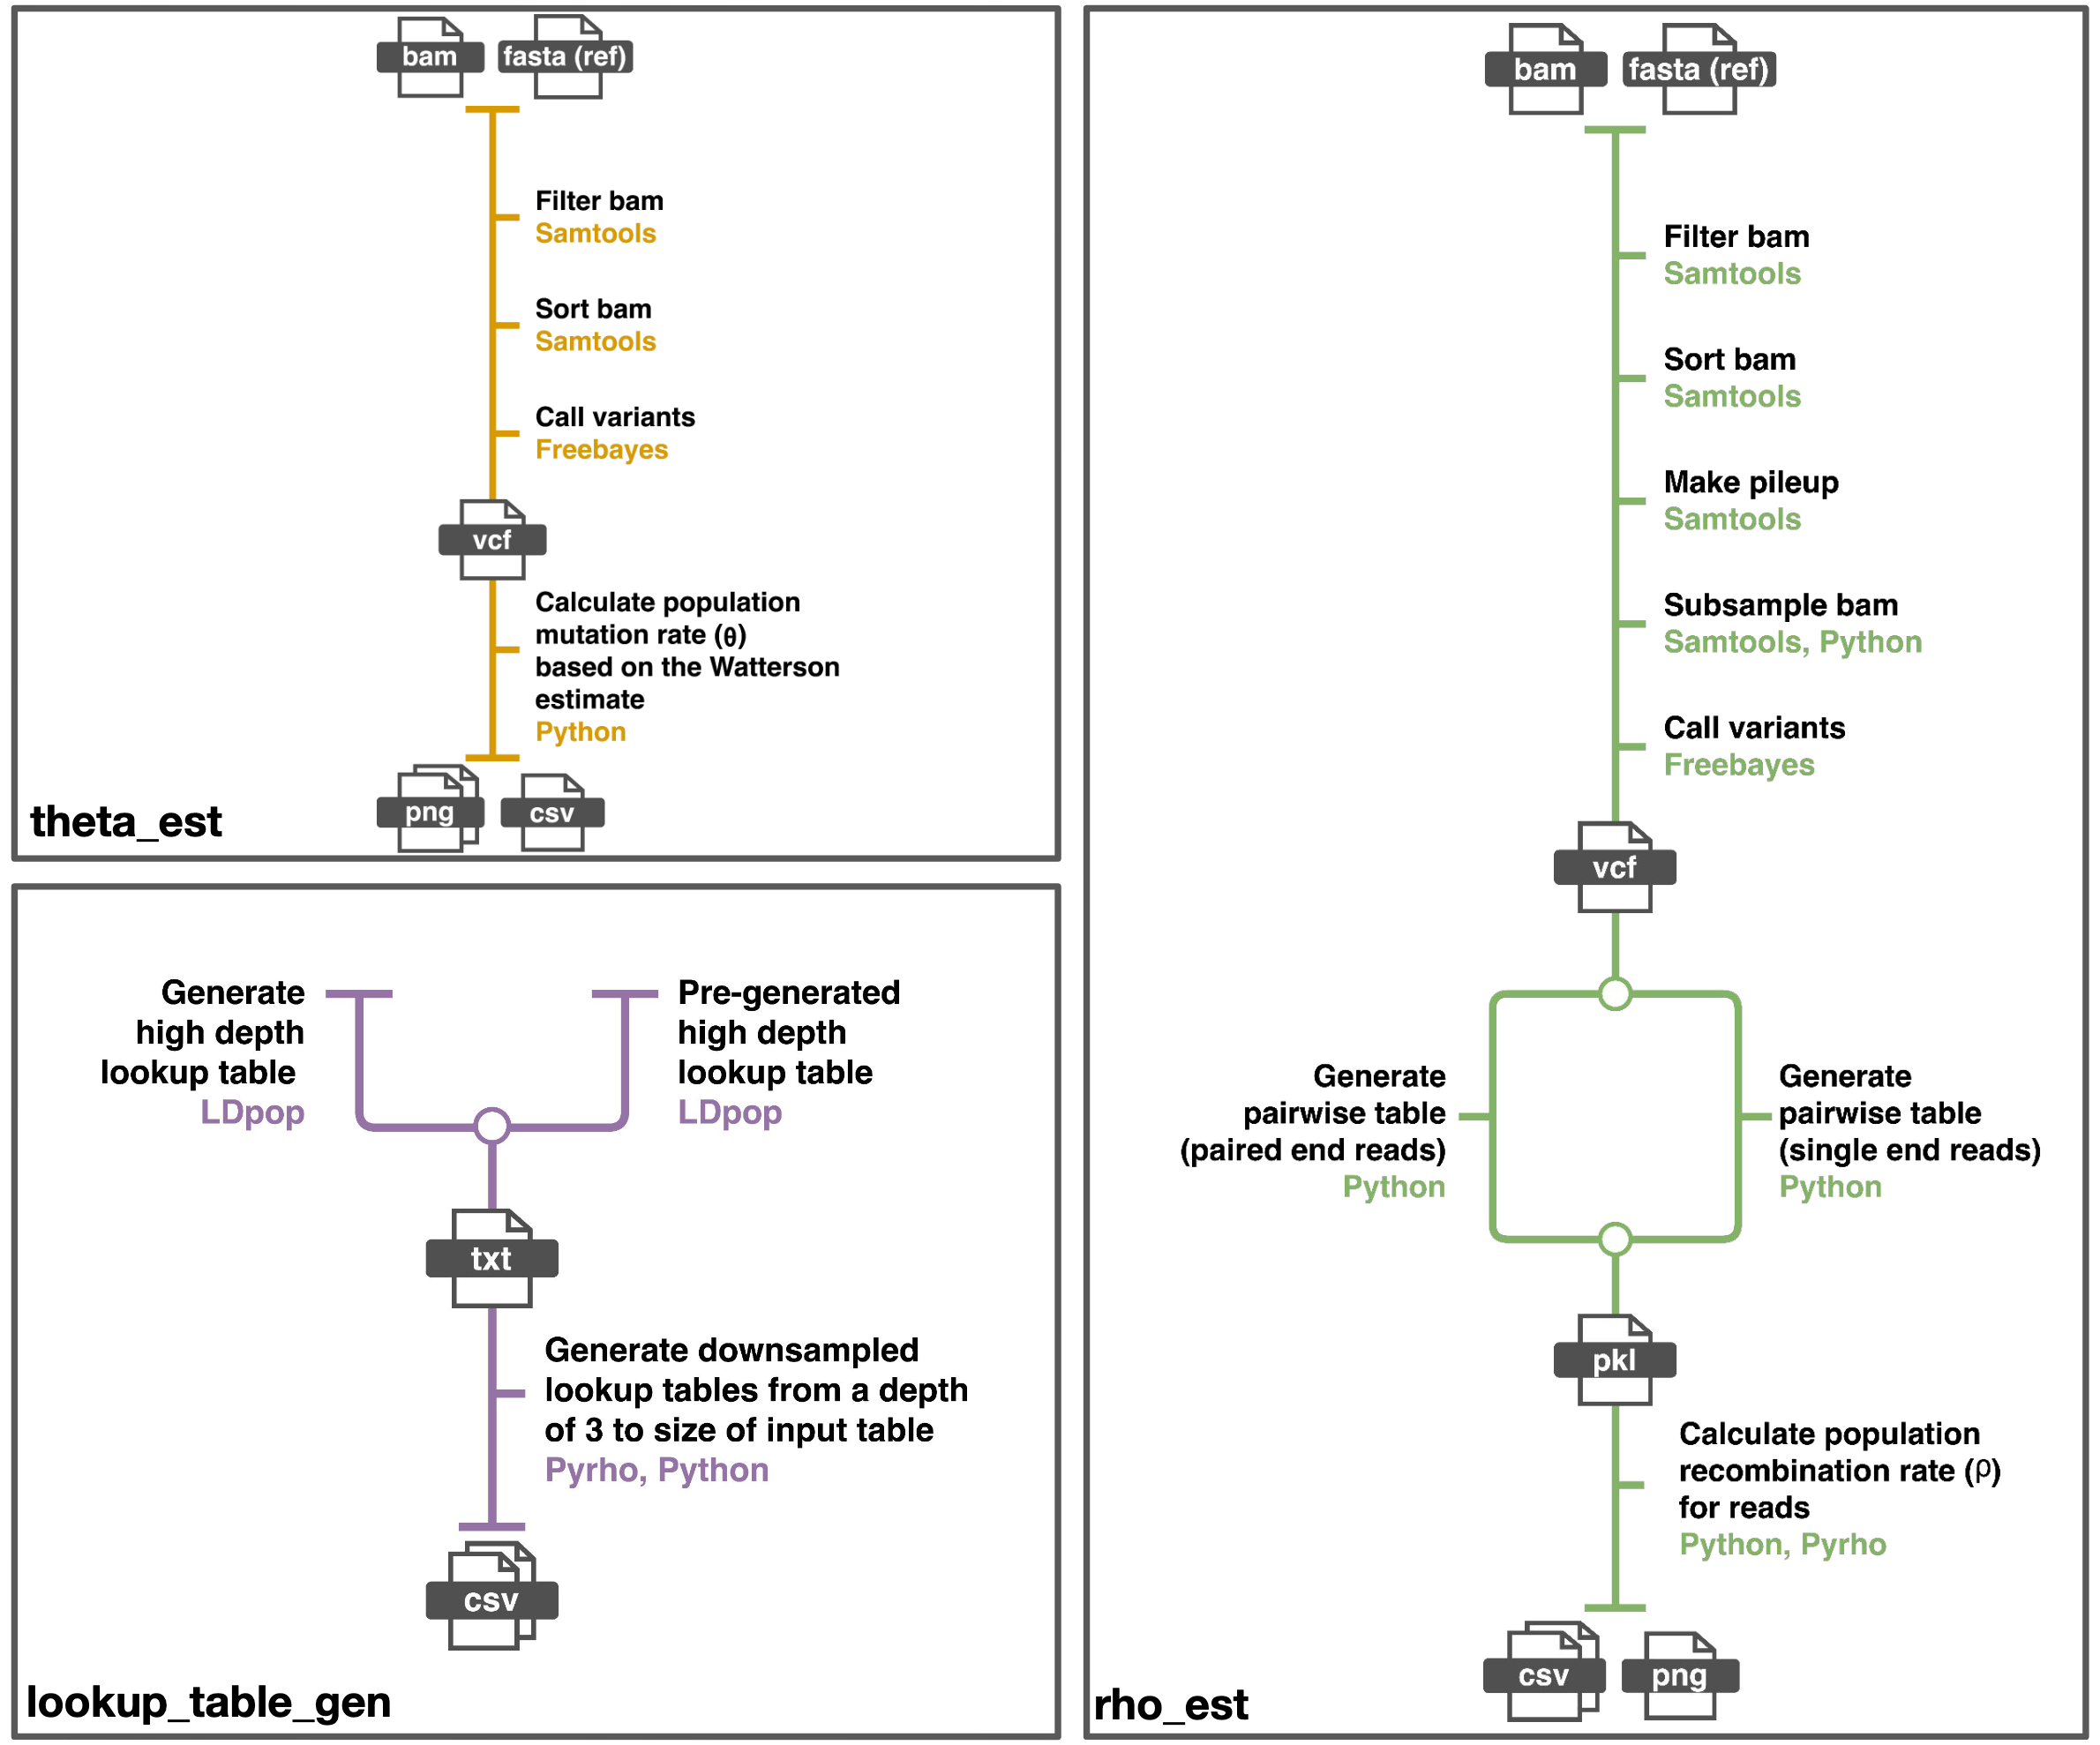 bam
fasta (ref)
Filter bam
Samtools
Sort bam
Samtools
Call variants
Freebayes
vcf
Calculate population
mutation rate (θ)
based on the Watterson
estimate
Python
png
csv
theta_est
Generate
high depth
lookup table
LDpop
Pre-generated
high depth
lookup table
LDpop
txt
Generate downsampled
lookup tables from a depth
of 3 to size of input table
Pyrho, Python
csv
lookup_table_gen
bam
fasta (ref)
Filter bam
Samtools
Sort bam
Samtools
Make pileup
Samtools
Subsample bam
Samtools, Python
Call variants
Freebayes
vcf
Generate
pairwise table
(paired end reads)
Python
Generate
pairwise table
(single end reads)
Python
pkl
Calculate population
recombination rate (ρ)
for reads
Python, Pyrho
csv
png
rho_est